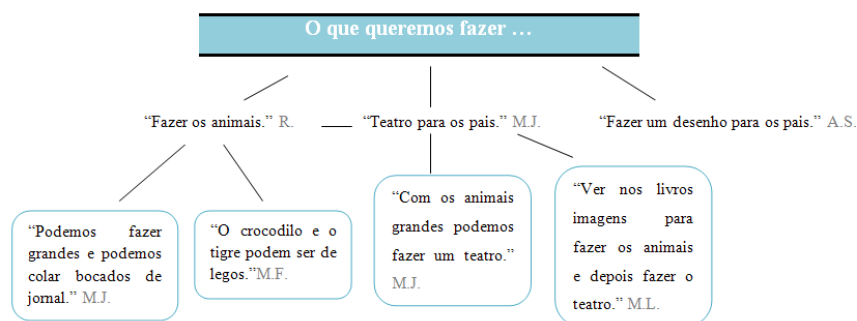 O que queremos fazer …
“Fazer os animais.” R.
“Teatro para os pais.” M.J.
“Fazer um desenho para os pais.” A.S.
“Podemos fazer
grandes e podemos
colar bocados de
jornal.” M.J.
“O crocodilo e o
tigre podem ser de
legos.”M.F.
“Com os animais
grandes podemos
fazer um teatro.”
M.J.
“Ver nos livros
imagens para
fazer os animais
e depois fazer o
teatro.” M.L.